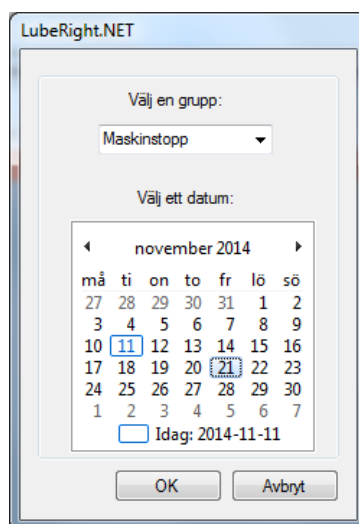 LubeRight.NET
Välj en grupp:
Maskinstopp
Välj ett datum:
november 2014
må ti on to fr lö sö
27 28 29 30 31 1 2
3 4 5 6 7 8 9
10 11 12 13 14 15 16
17 18 19 20 21 22 23
24 25 26 27 28 29 30
1 2 3 4 5 6 7
Idag: 2014-11-11
OK Avbryt